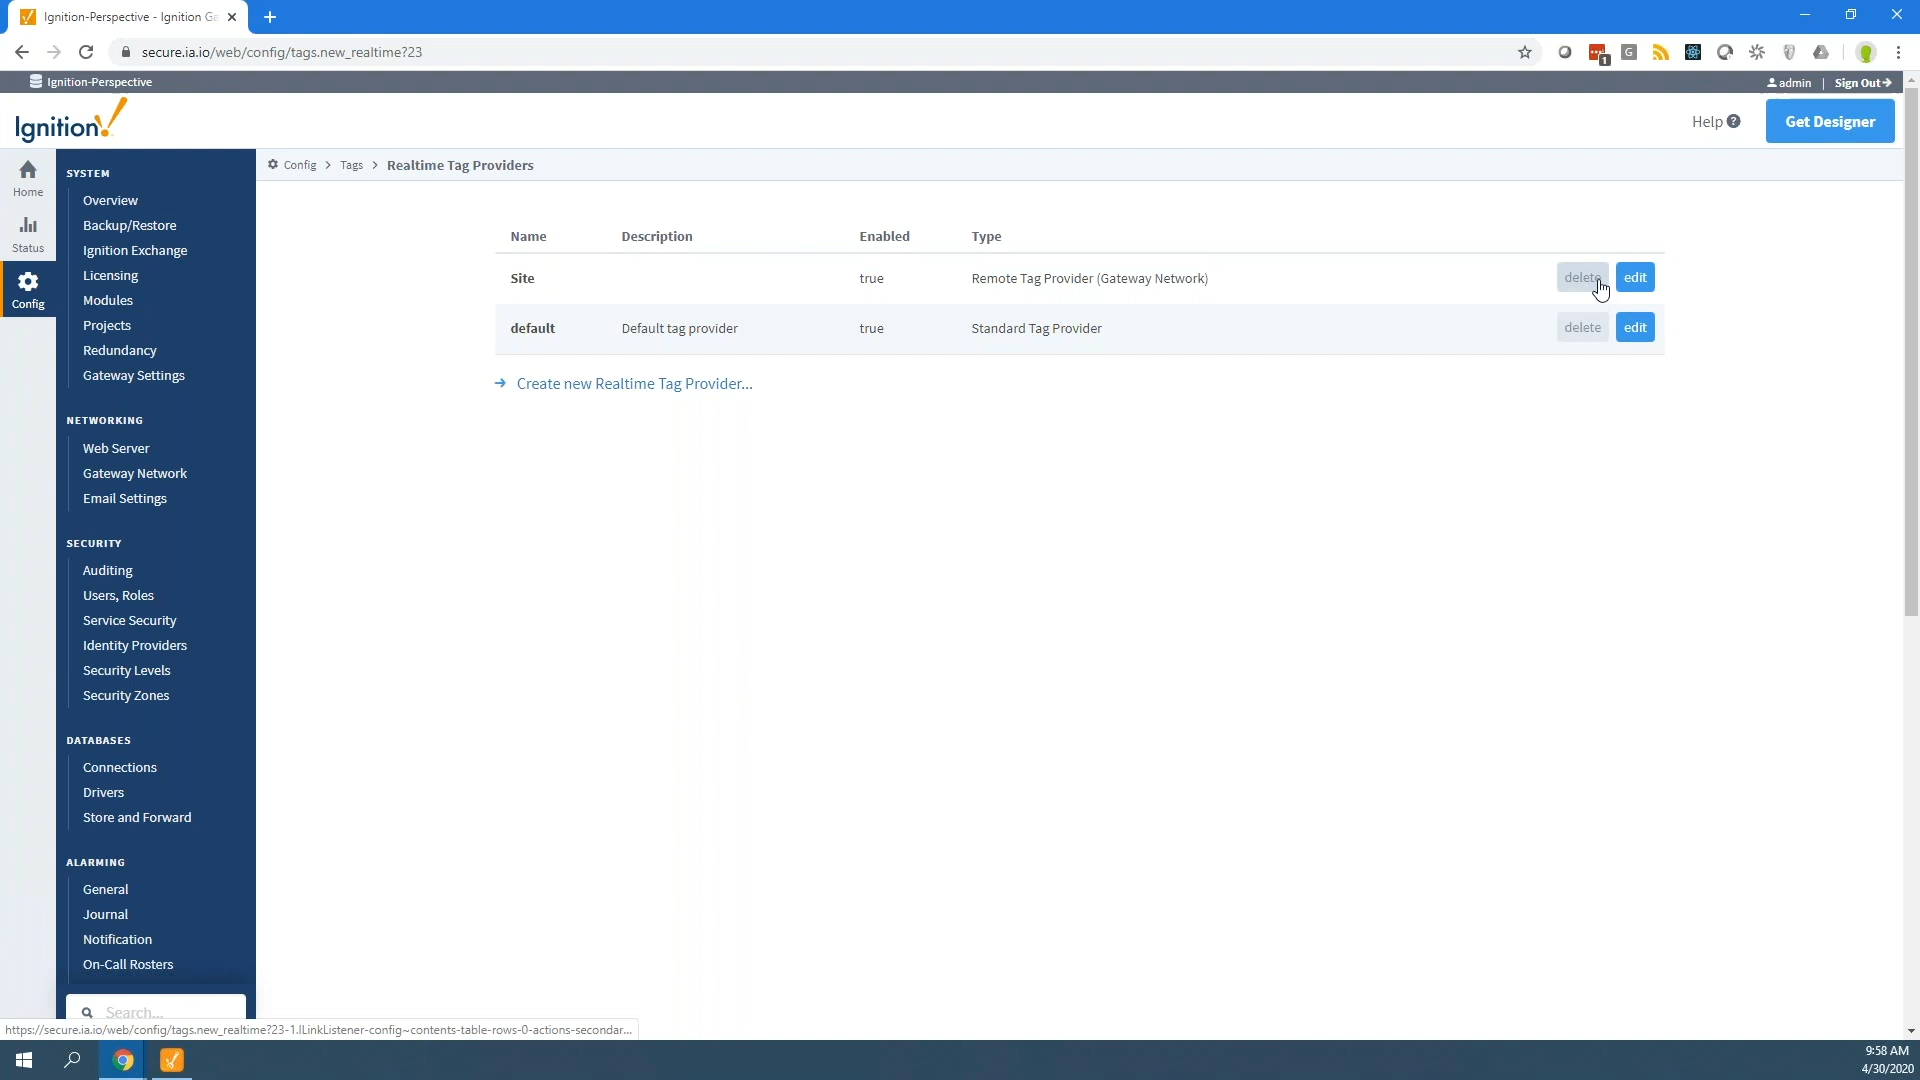 Ignition-Perspective - Ignition Ga
secure.ia.io/web/config/tags.new_realtime?23
1
G
Ignition-Perspective
admin | Sign Out
Ignition!
Help ?
Get Designer
Home
Status
Config
SYSTEM
Overview
Backup/Restore
Ignition Exchange
Licensing
Modules
Projects
Redundancy
Gateway Settings
NETWORKING
Web Server
Gateway Network
Email Settings
SECURITY
Auditing
Users, Roles
Service Security
Identity Providers
Security Levels
Security Zones
DATABASES
Connections
Drivers
Store and Forward
ALARMING
General
Journal
Notification
On-Call Rosters
Search...
Config > Tags > Realtime Tag Providers
Name Description Enabled Type
Site true Remote Tag Provider (Gateway Network) delete edit
default Default tag provider true Standard Tag Provider delete edit
Create new Realtime Tag Provider...
https://secure.ia.io/web/config/tags.new_realtime?23-1.ILinkListener-config~contents-table-rows-0-actions-secondar...
9:58 AM
4/30/2020